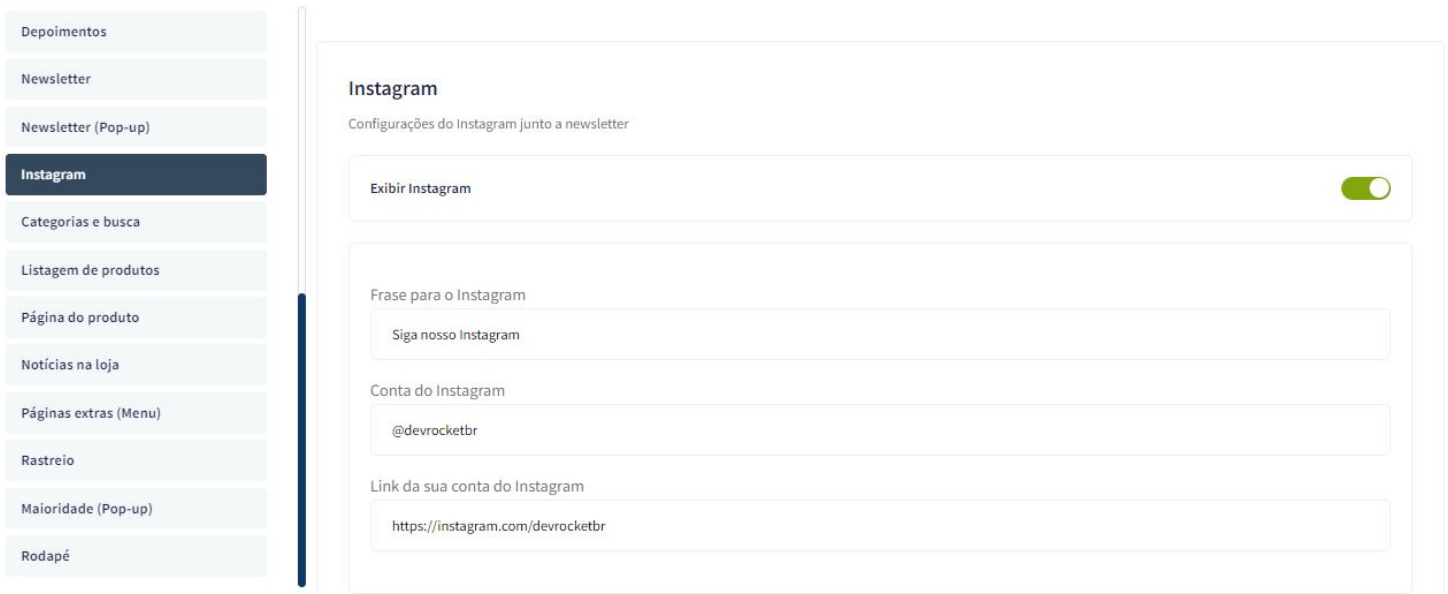 Depoimentos
Newsletter
Newsletter (Pop-up)
Instagram
Categorias e busca
Listagem de produtos
Página do produto
Notícias na loja
Páginas extras (Menu)
Rastreio
Maioridade (Pop-up)
Rodapé
Instagram
Configurações do Instagram junto a newsletter
Exibir Instagram
Frase para o Instagram
Siga nosso Instagram
Conta do Instagram
@devrocketbr
Link da sua conta do Instagram
https://instagram.com/devrocketbr